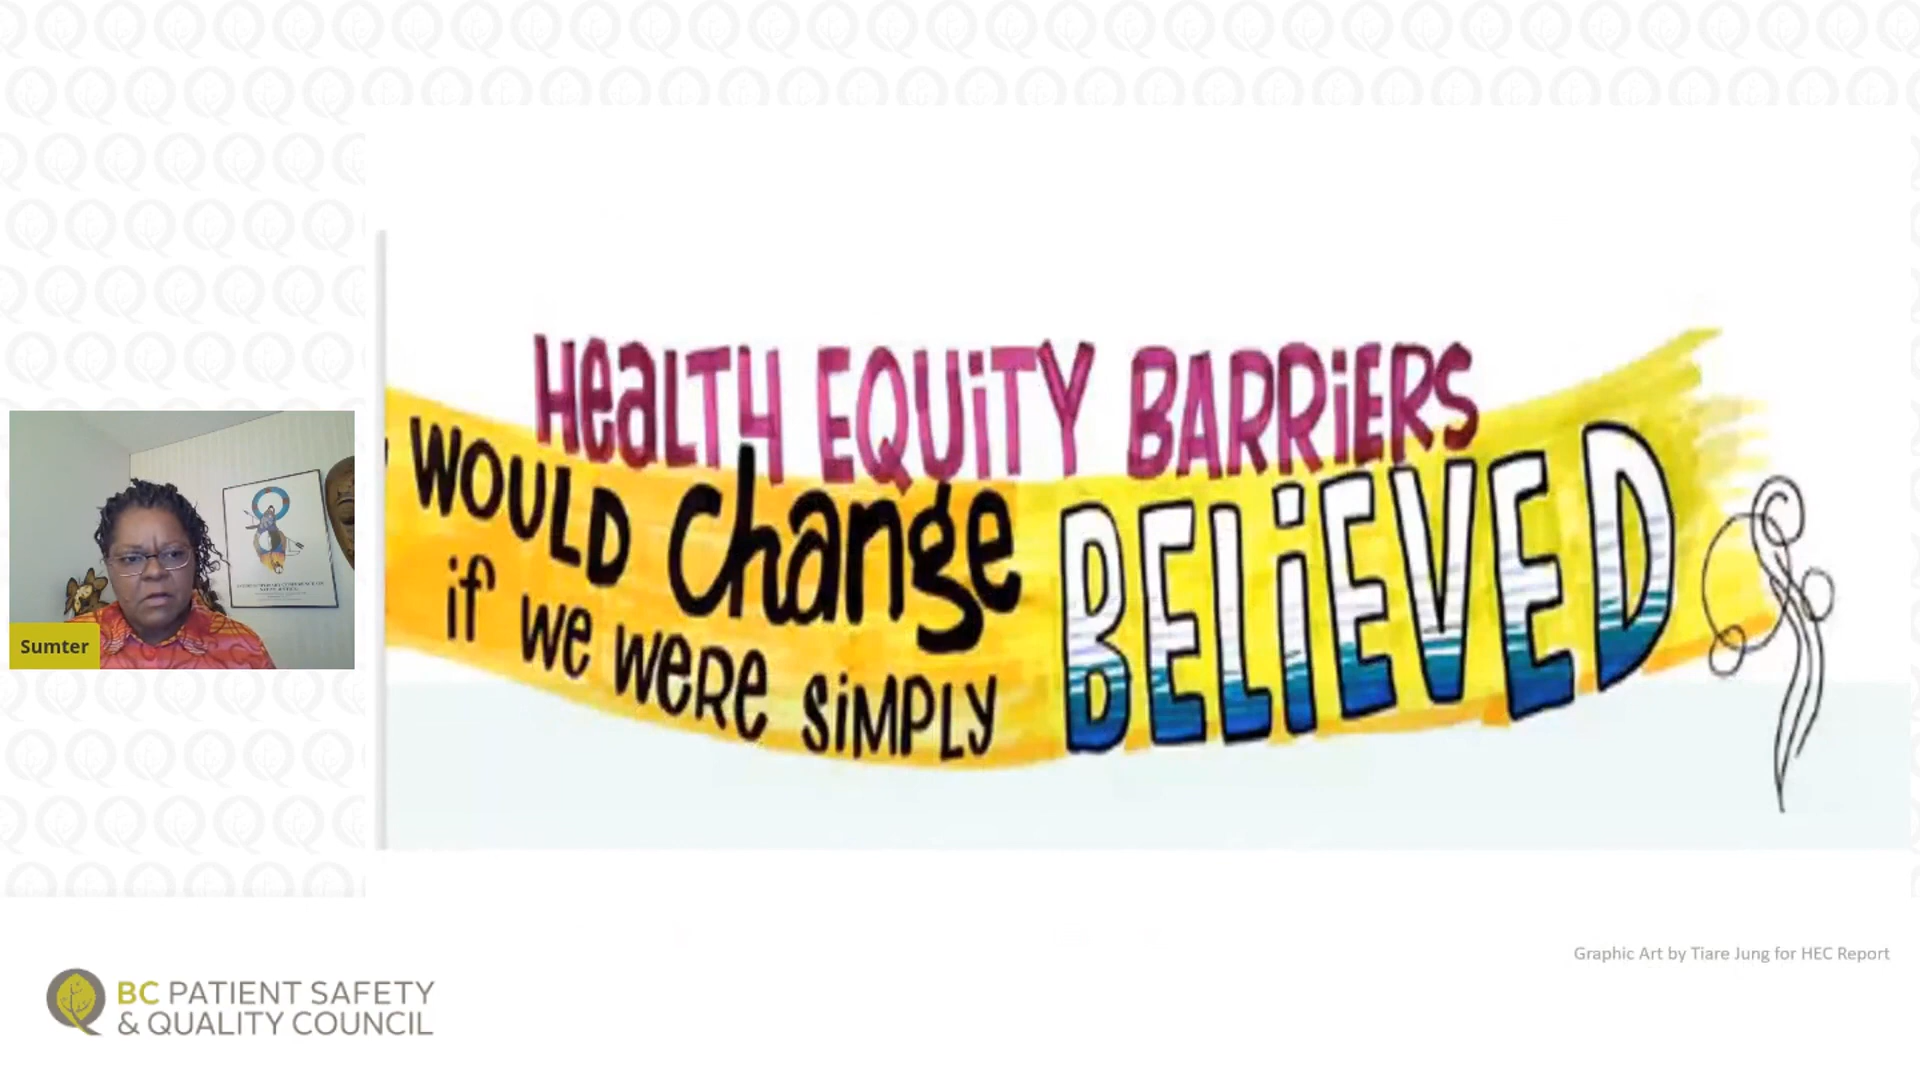 HeaLTH EQUiTY BARRiERS
WOULD change
if we weRe SiMPLY
BELiEVED
Sumter
Graphic Art by Tiare Jung for HEC Report
BC PATIENT SAFETY
& QUALITY COUNCIL